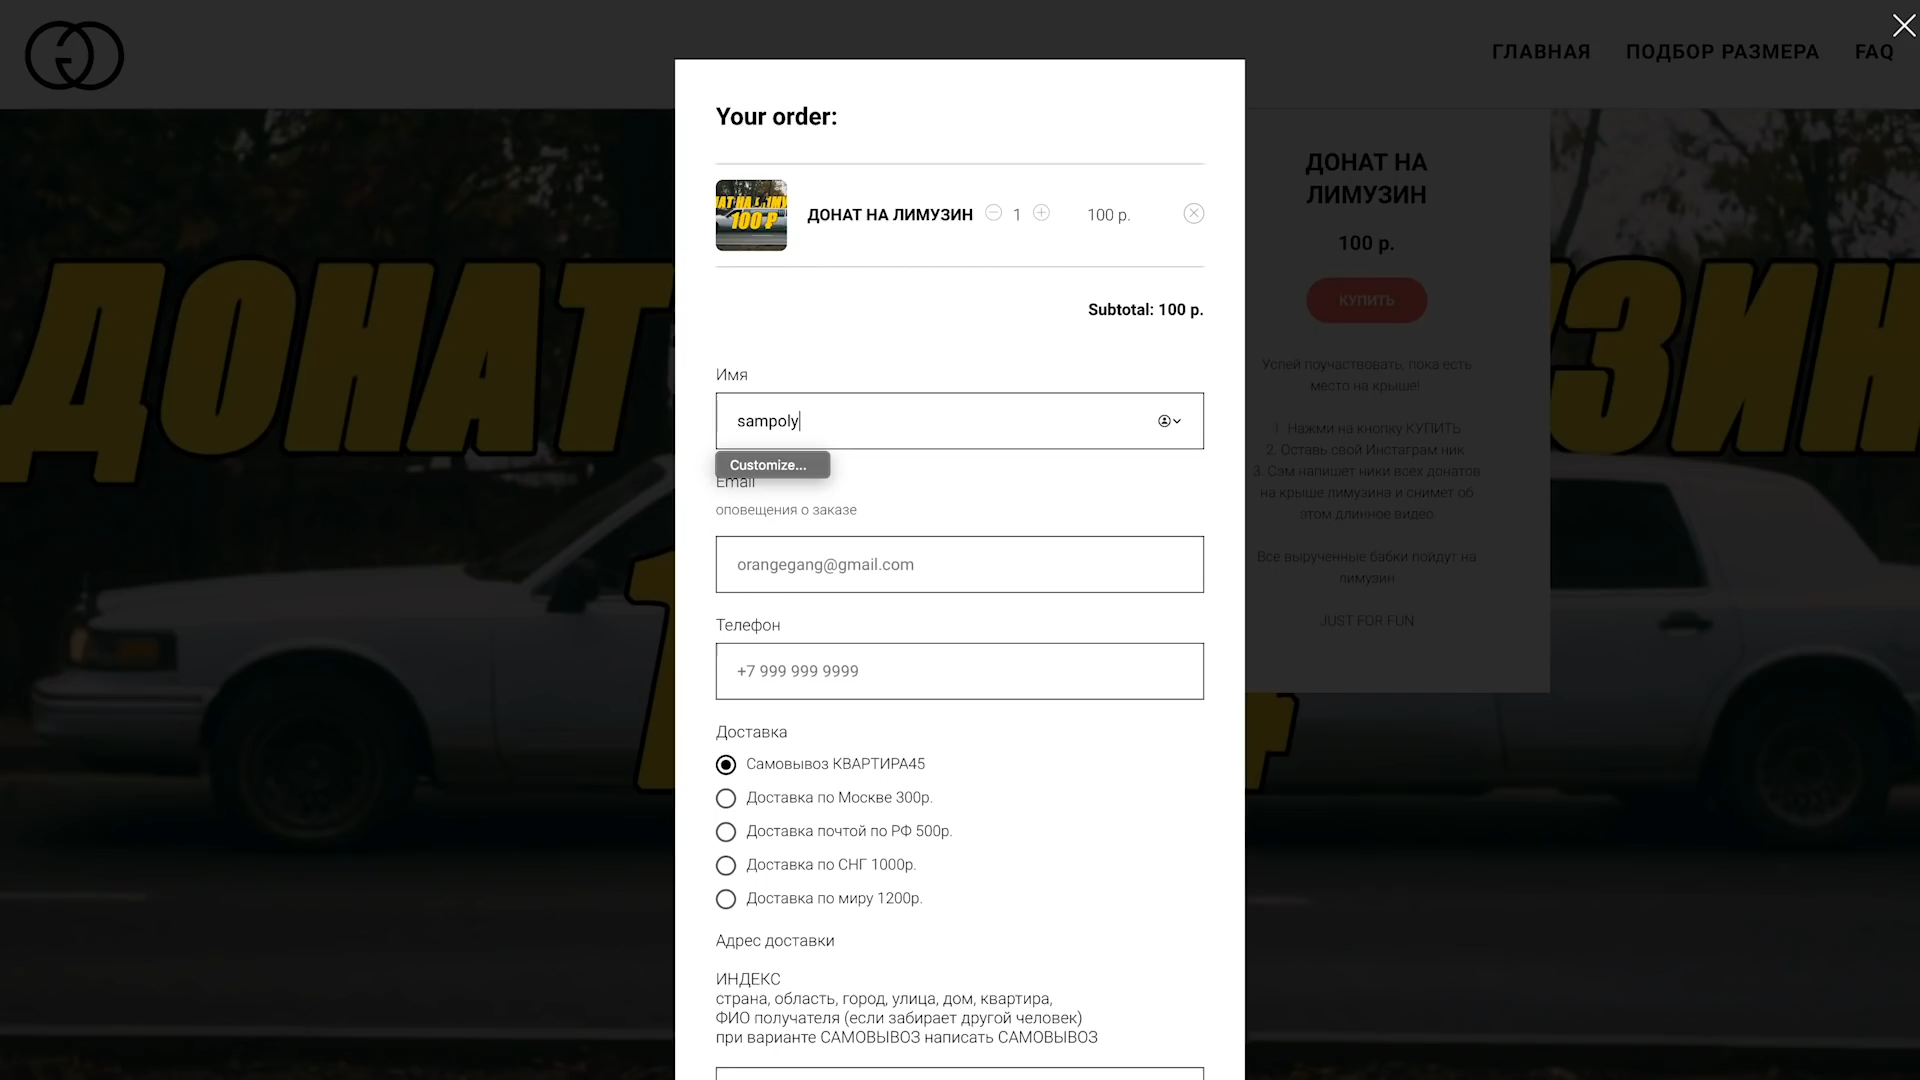 ГЛАВНАЯ
ПОДБОР РАЗМЕРА
FAQ
Your order:
ДОНАТ НА ЛИМУЗИН
1
100 р.
Subtotal: 100 р.
Имя
sampoly
Customize...
Email
оповещения о заказе
orangegang@gmail.com
Телефон
+7 999 999 9999
Доставка
Самовывоз КВАРТИРА45
Доставка по Москве 300р.
Доставка почтой по РФ 500р.
Доставка по СНГ 1000р.
Доставка по миру 1200р.
Адрес доставки
ИНДЕКС
страна, область, город, улица, дом, квартира,
ФИО получателя (если забирает другой человек)
при варианте САМОВЫВОЗ написать САМОВЫВОЗ
ДОНАТ НА
ЛИМУЗИН
100 р.
КУПИТЬ
Успей поучаствовать, пока есть
место на крыше!
1. Нажми на кнопку КУПИТЬ
2. Оставь свой Инстаграм ник
3. Сэм напишет ники всех донатов
на крыше лимузина и снимет об
этом длинное видео
Все вырученные бабки пойдут на
лимузин
JUST FOR FUN
ДОНАТ
ЗИН
100 ₽